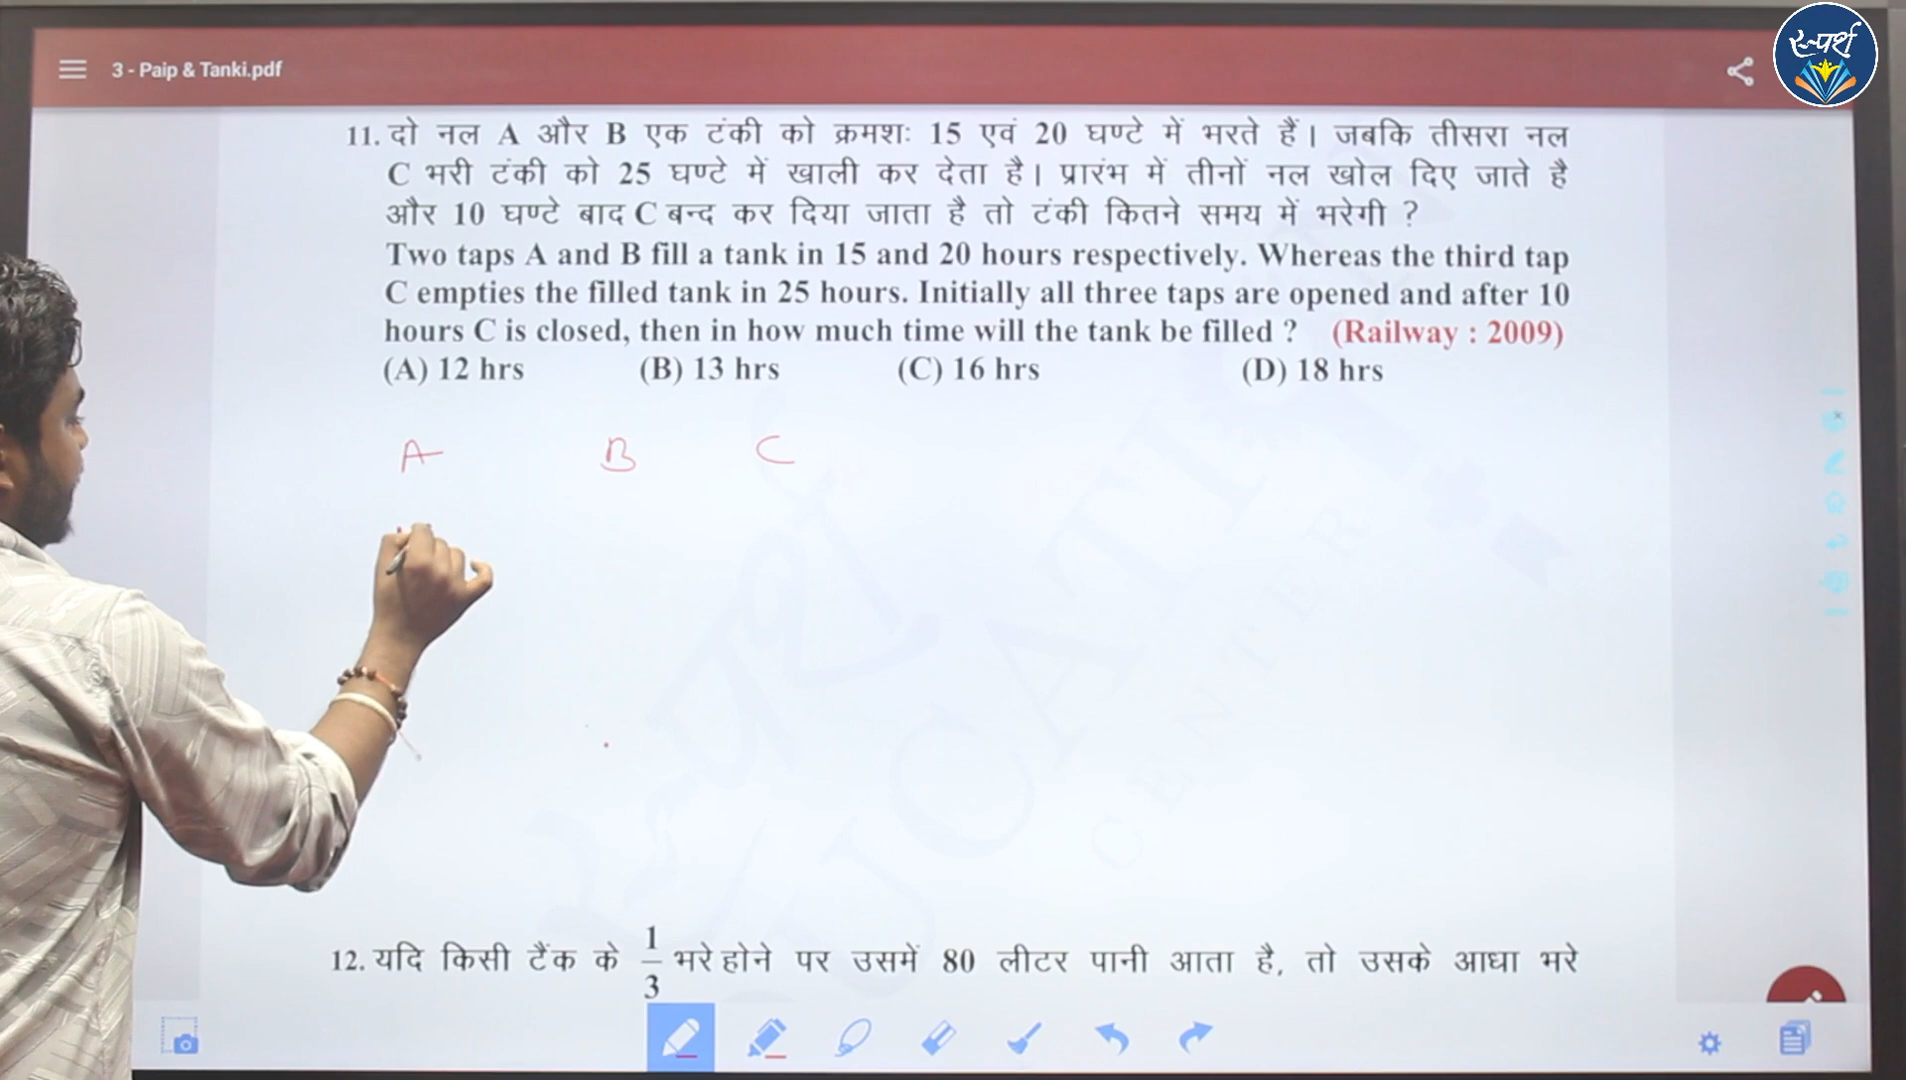 3 - Paip & Tanki.pdf
स्पर्श
11. दो नल A और B एक टंकी को क्रमशः 15 एवं 20 घण्टे में भरते हैं। जबकि तीसरा नल
C भरी टंकी को 25 घण्टे में खाली कर देता है। प्रारंभ में तीनों नल खोल दिए जाते है
और 10 घण्टे बाद C बन्द कर दिया जाता है तो टंकी कितने समय में भरेगी ?
Two taps A and B fill a tank in 15 and 20 hours respectively. Whereas the third tap
C empties the filled tank in 25 hours. Initially all three taps are opened and after 10
hours C is closed, then in how much time will the tank be filled ? (Railway : 2009)
(A) 12 hrs (B) 13 hrs (C) 16 hrs (D) 18 hrs
A B C
UCATION
CENTER
12. यदि किसी टैंक के 1/3 भरे होने पर उसमें 80 लीटर पानी आता है, तो उसके आधा भरे